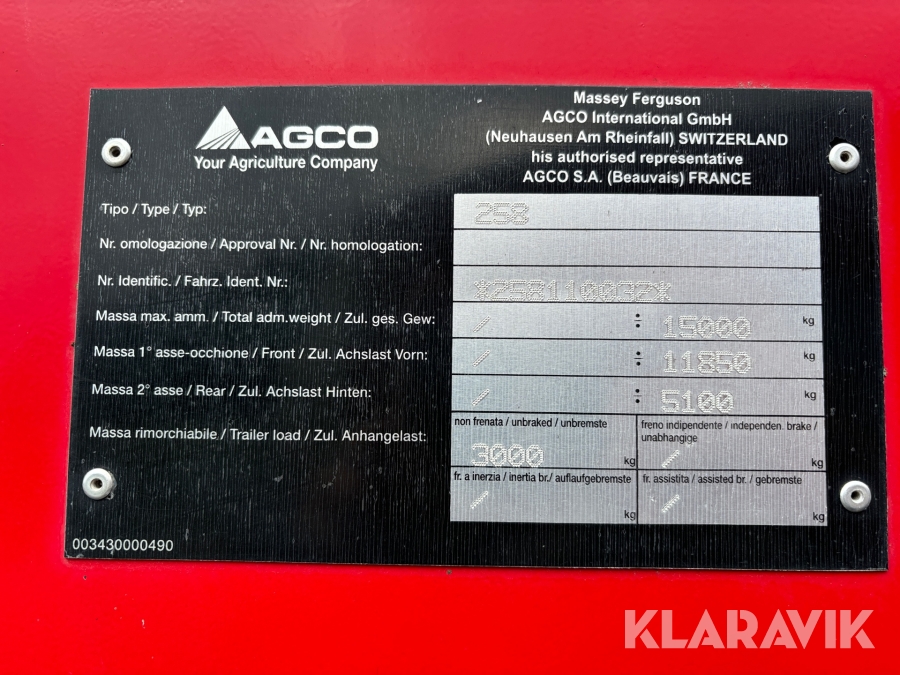 AGCO
Your Agriculture Company
Massey Ferguson
AGCO International GmbH
(Neuhausen Am Rheinfall) SWITZERLAND
his authorised representative
AGCO S.A. (Beauvais) FRANCE
Tipo / Type / Typ: 258
Nr. omologazione / Approval Nr. / Nr. homologation:
Nr. Identific. / Fahrz. Ident. Nr.: *258110032*
Massa max. amm. / Total adm.weight / Zul. ges. Gew: / ÷ 15000 kg
Massa 1° asse-occhione / Front / Zul. Achslast Vorn: / ÷ 11850 kg
Massa 2° asse / Rear / Zul. Achslast Hinten: / ÷ 5100 kg
Massa rimorchiabile / Trailer load / Zul. Anhangelast:
non frenata / unbraked / unbremste
3000 kg
freno indipendente / independen. brake /
unabhangige
/ kg
fr. a inerzia / inertia br./ auflaufgebremste
/ kg
fr. assistita / assisted br. / gebremste
/ kg
003430000490
KLARAVIK